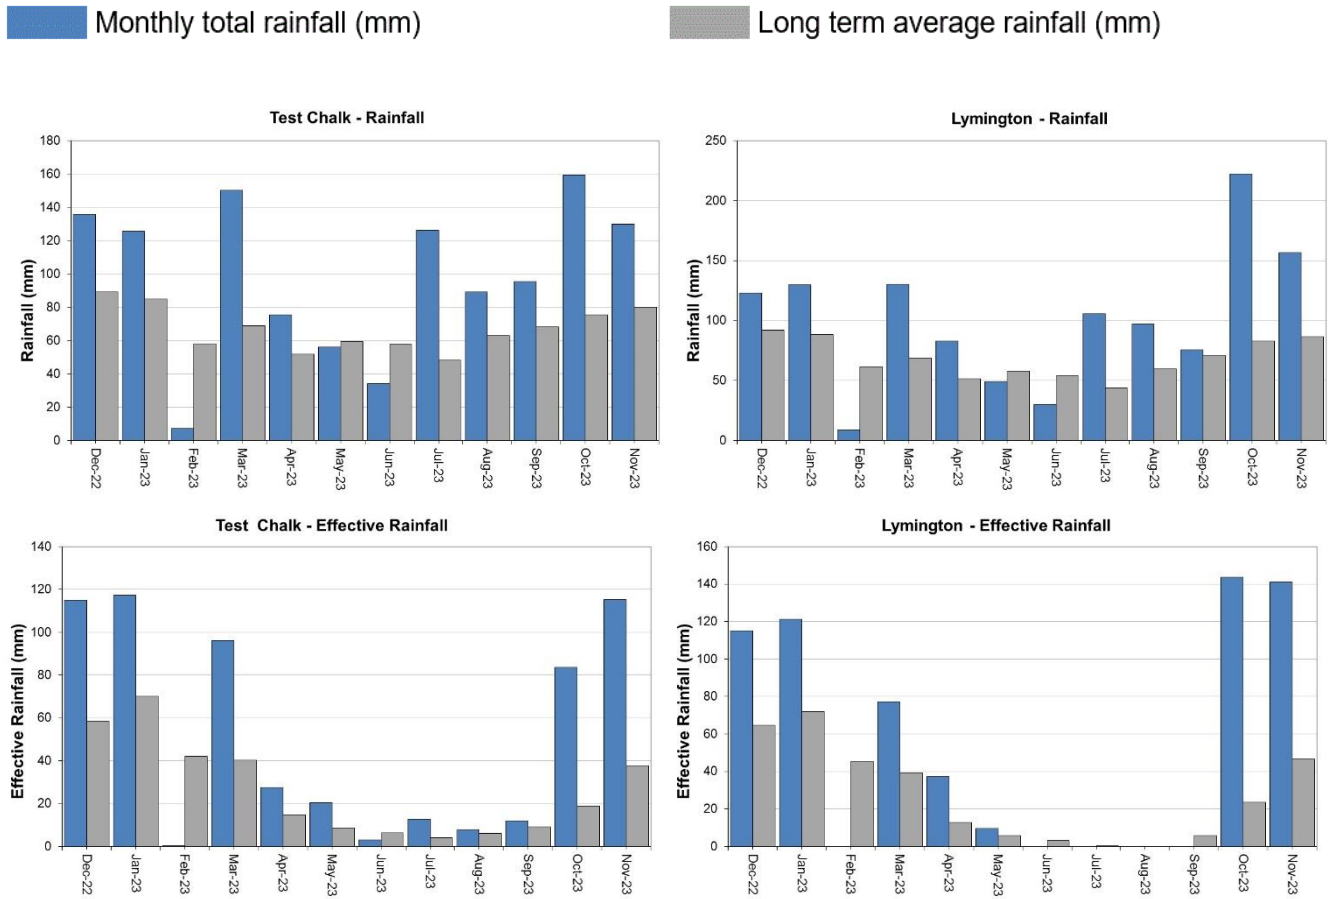 Monthly total rainfall (mm)
Long term average rainfall (mm)
Test Chalk - Rainfall
Rainfall (mm)
180
160
140
120
100
80
60
40
20
0
Dec-22
Jan-23
Feb-23
Mar-23
Apr-23
May-23
Jun-23
Jul-23
Aug-23
Sep-23
Oct-23
Nov-23
Lymington - Rainfall
Rainfall (mm)
250
200
150
100
50
0
Dec-22
Jan-23
Feb-23
Mar-23
Apr-23
May-23
Jun-23
Jul-23
Aug-23
Sep-23
Oct-23
Nov-23
Test Chalk - Effective Rainfall
Effective Rainfall (mm)
140
120
100
80
60
40
20
0
Dec-22
Jan-23
Feb-23
Mar-23
Apr-23
May-23
Jun-23
Jul-23
Aug-23
Sep-23
Oct-23
Nov-23
Lymington - Effective Rainfall
Effective Rainfall (mm)
160
140
120
100
80
60
40
20
0
Dec-22
Jan-23
Feb-23
Mar-23
Apr-23
May-23
Jun-23
Jul-23
Aug-23
Sep-23
Oct-23
Nov-23